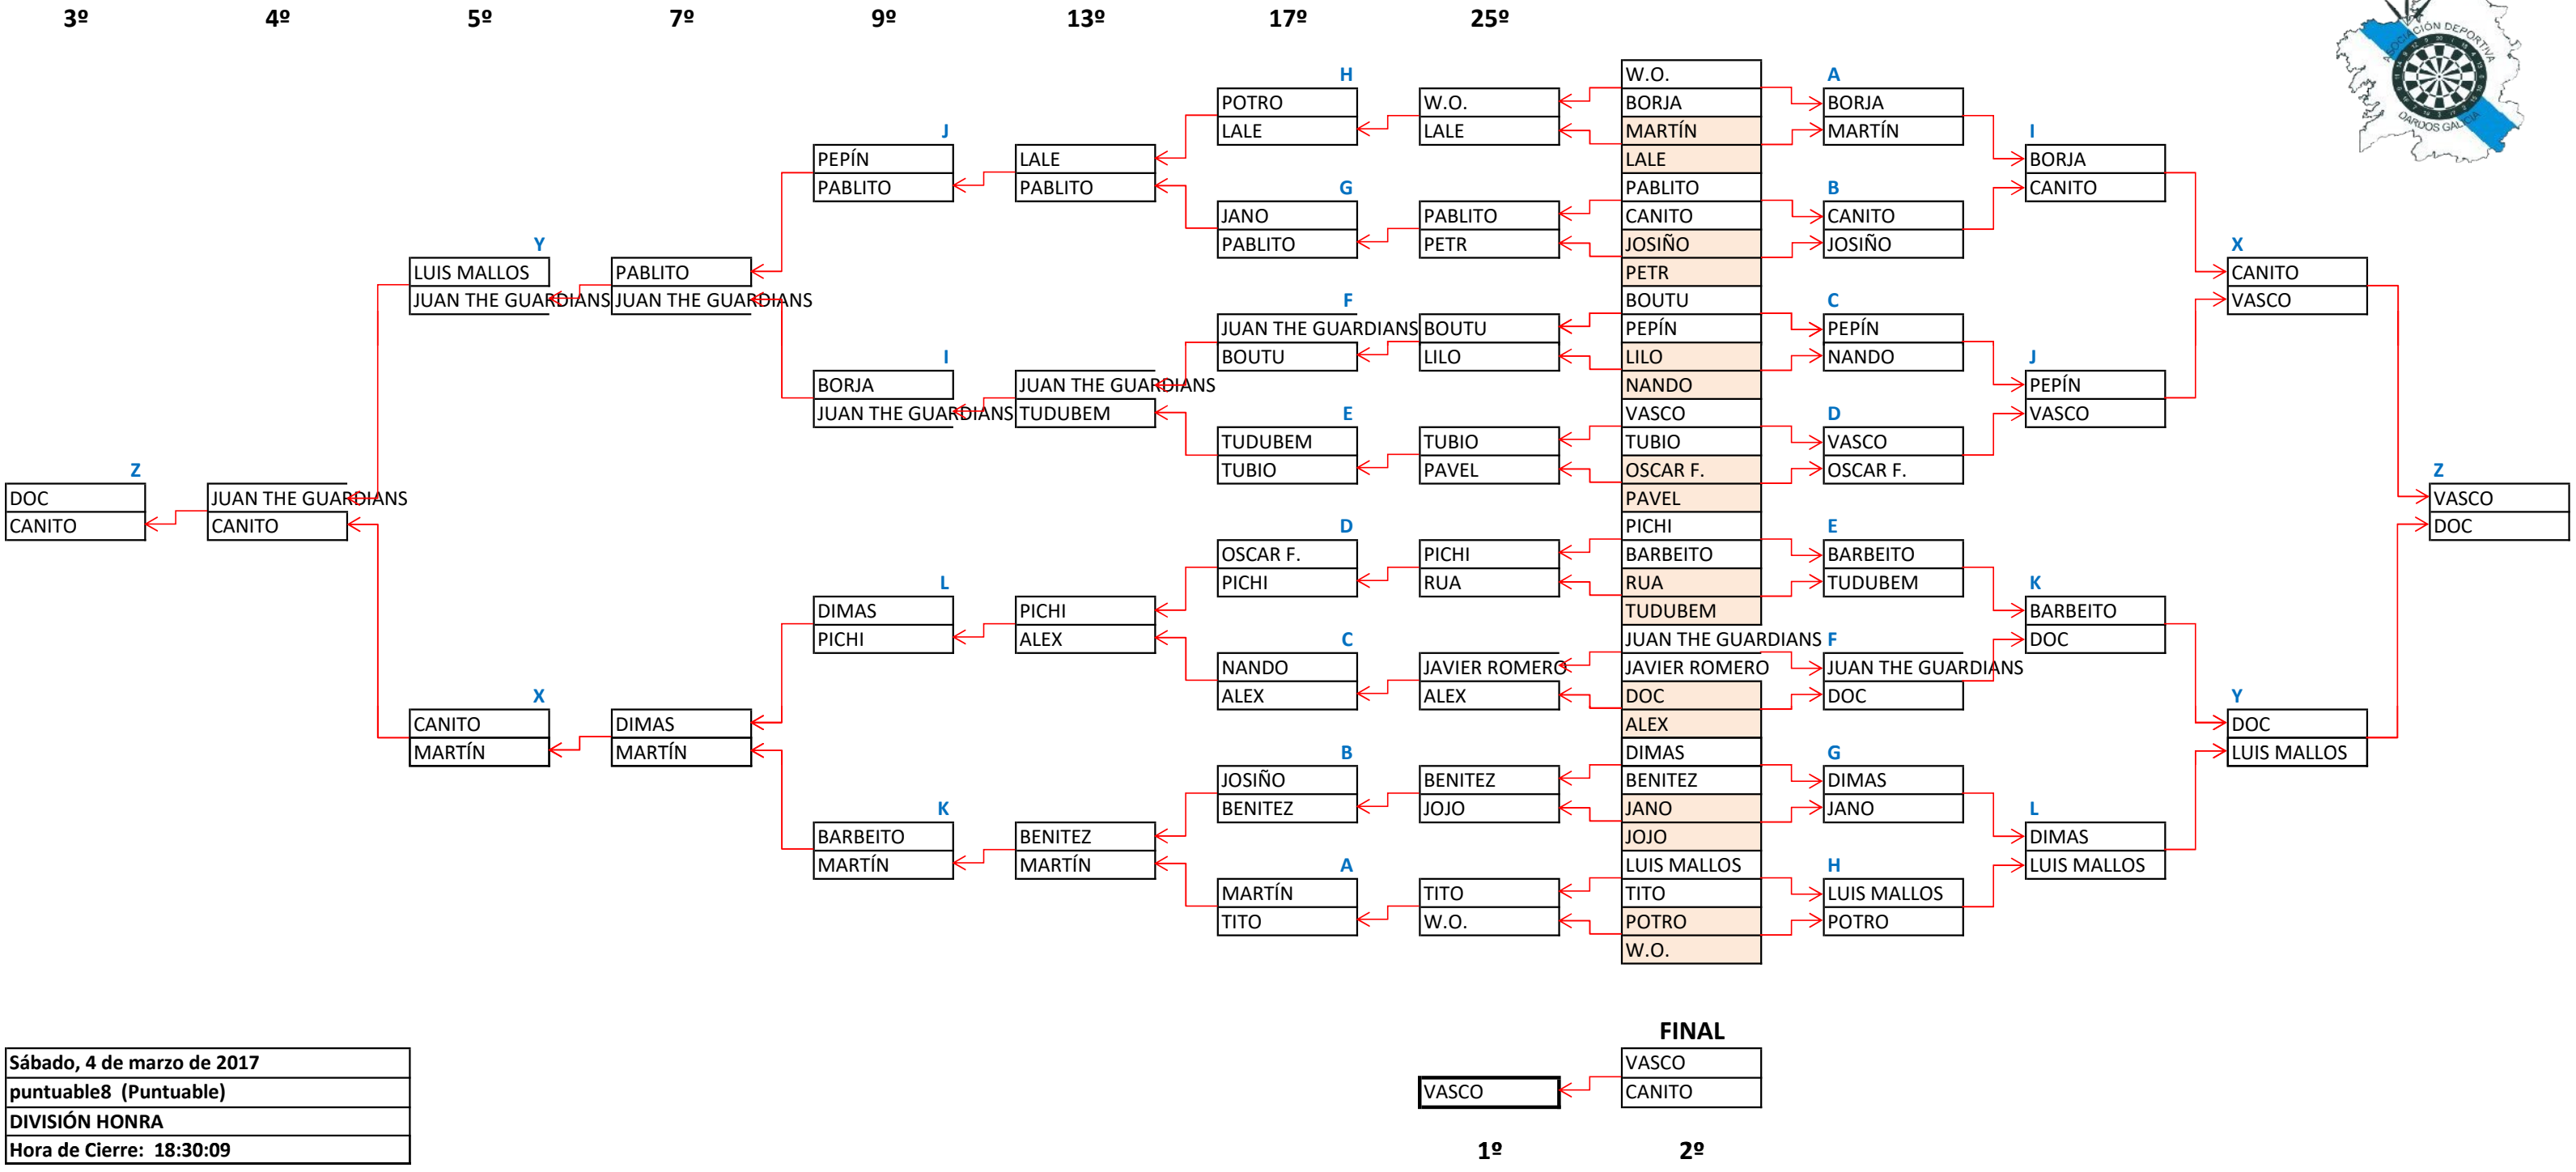 3º 4º 5º 7º 9º 13º 17º 25º
ASOCIACIÓN DEPORTIVA
DARDOS GALICIA
W.O.
H A
POTRO W.O. BORJA BORJA
J LALE LALE MARTÍN MARTÍN I
PEPÍN LALE LALE BORJA
PABLITO PABLITO G PABLITO B CANITO
JANO PABLITO CANITO CANITO
Y PABLITO PETR JOSIÑO JOSIÑO X
LUIS MALLOS PABLITO PETR CANITO
JUAN THE GUARDIANS JUAN THE GUARDIANS F BOUTU C VASCO
JUAN THE GUARDIANS BOUTU PEPÍN PEPÍN
I BOUTU LILO LILO NANDO J
BORJA JUAN THE GUARDIANS NANDO PEPÍN
JUAN THE GUARDIANS TUDUBEM E VASCO D VASCO
TUDUBEM TUBIO TUBIO VASCO
Z TUBIO PAVEL OSCAR F. OSCAR F. Z
DOC JUAN THE GUARDIANS PAVEL VASCO
CANITO CANITO D PICHI E DOC
OSCAR F. PICHI BARBEITO BARBEITO
L PICHI RUA RUA TUDUBEM K
DIMAS PICHI TUDUBEM BARBEITO
PICHI ALEX C JUAN THE GUARDIANS F DOC
NANDO JAVIER ROMERO JAVIER ROMERO JUAN THE GUARDIANS
X ALEX ALEX DOC DOC Y
CANITO DIMAS ALEX DOC
MARTÍN MARTÍN B DIMAS G LUIS MALLOS
JOSIÑO BENITEZ BENITEZ DIMAS
K BENITEZ JOJO JANO JANO L
BARBEITO BENITEZ JOJO DIMAS
MARTÍN MARTÍN A LUIS MALLOS H LUIS MALLOS
MARTÍN TITO TITO LUIS MALLOS
TITO W.O. POTRO POTRO
W.O.
FINAL
Sábado, 4 de marzo de 2017 VASCO
puntuable8 (Puntuable) VASCO CANITO
DIVISIÓN HONRA
Hora de Cierre: 18:30:09 1º 2º